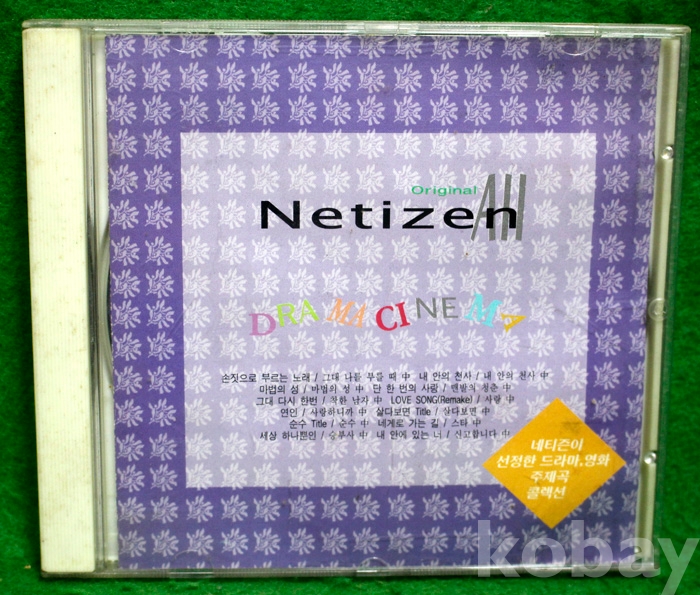 Original
Netizen All
DRAMA CINEMA
손짓으로 부르는 노래 / 그대 나를 부를 때 中 내 안의 천사 / 내 안의 천사 中
마법의 성 / 마법의 성 中 단 한 번의 사랑 / 맨발의 청춘 中
그대 다시 한번 / 착한 남자 中 LOVE SONG(Remake) / 사랑 中
연인 / 사랑하니까 中 살다보면 Title / 살다보면 中
순수 Title / 순수 中 네게로 가는 길 / 스타 中
세상 하나뿐인 / 승부사 中 내 안에 있는 너 / 신고합니다 中
네티즌이
선정한 드라마.영화
주제곡
콜랙션
kobay